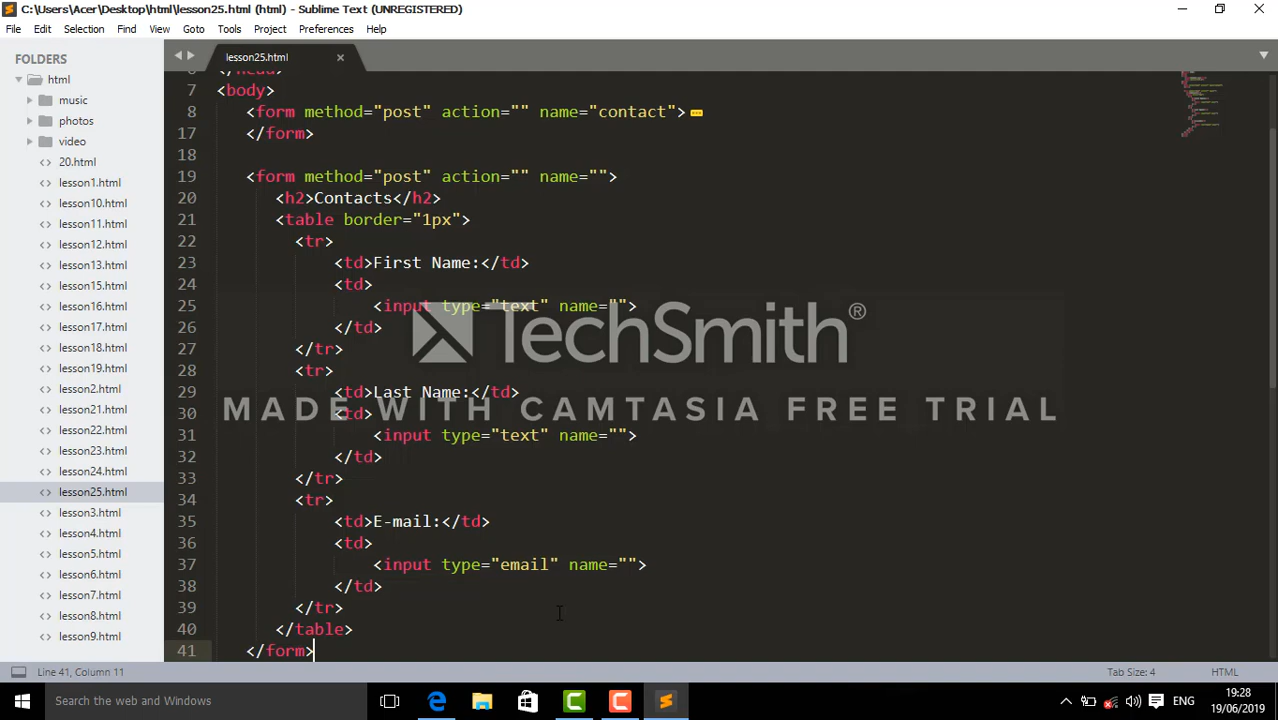 C:\Users\Acer\Desktop\html\lesson25.html (html) - Sublime Text (UNREGISTERED)
File Edit Selection Find View Goto Tools Project Preferences Help
FOLDERS
html
music
photos
video
20.html
lesson1.html
lesson10.html
lesson11.html
lesson12.html
lesson13.html
lesson15.html
lesson16.html
lesson17.html
lesson18.html
lesson19.html
lesson2.html
lesson21.html
lesson22.html
lesson23.html
lesson24.html
lesson25.html
lesson3.html
lesson4.html
lesson5.html
lesson6.html
lesson7.html
lesson8.html
lesson9.html
lesson25.html
6 </head>
7 <body>
8 <form method="post" action="" name="contact">
17 </form>
18
19 <form method="post" action="" name="">
20 <h2>Contacts</h2>
21 <table border="1px">
22 <tr>
23 <td>First Name:</td>
24 <td>
25 <input type="text" name="">
26 </td>
27 </tr>
28 <tr>
29 <td>Last Name:</td>
30 <td>
31 <input type="text" name="">
32 </td>
33 </tr>
34 <tr>
35 <td>E-mail:</td>
36 <td>
37 <input type="email" name="">
38 </td>
39 </tr>
40 </table>
41 </form>
TechSmith®
MADE WITH CAMTASIA FREE TRIAL
Line 41, Column 11
Tab Size: 4
HTML
Search the web and Windows
ENG
19:28
19/06/2019